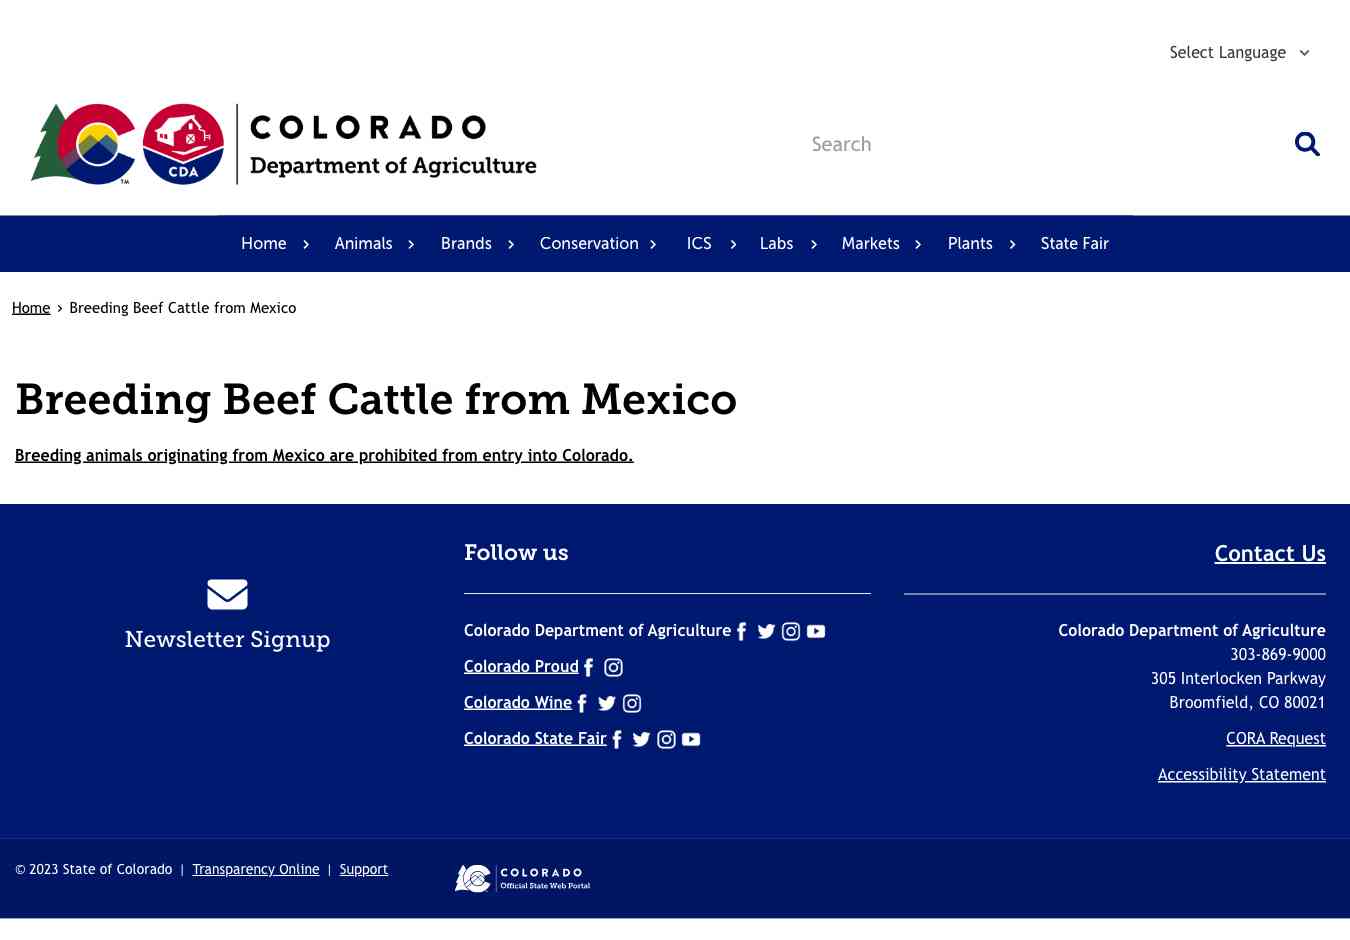 Select Language
CDA
TM
COLORADO
Department of Agriculture
Search
Home Animals Brands Conservation ICS Labs Markets Plants State Fair
Home › Breeding Beef Cattle from Mexico
Breeding Beef Cattle from Mexico
Breeding animals originating from Mexico are prohibited from entry into Colorado.
Newsletter Signup
Follow us
Colorado Department of Agriculture
Colorado Proud
Colorado Wine
Colorado State Fair
Contact Us
Colorado Department of Agriculture
303-869-9000
305 Interlocken Parkway
Broomfield, CO 80021
CORA Request
Accessibility Statement
© 2023 State of Colorado | Transparency Online | Support
COLORADO
Official State Web Portal